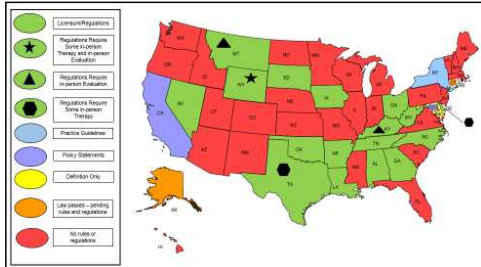 Licensure/Regulations
Regulations Require
Some in-person
Therapy and in-person
Evaluation
Regulations Require
in-person Evaluation
Regulations Require
Some in-person
Therapy
Practice Guidelines
Policy Statements
Definition Only
Law passed – pending
rules and regulations
No rules or
regulations
WA
OR
CA
NV
ID
MT
WY
UT
AZ
CO
NM
ND
SD
NE
KS
OK
TX
MN
IA
MO
AR
LA
WI
IL
MS
MI
IN
KY
TN
AL
OH
WV
GA
FL
SC
NC
PA
NY
ME
AK
HI